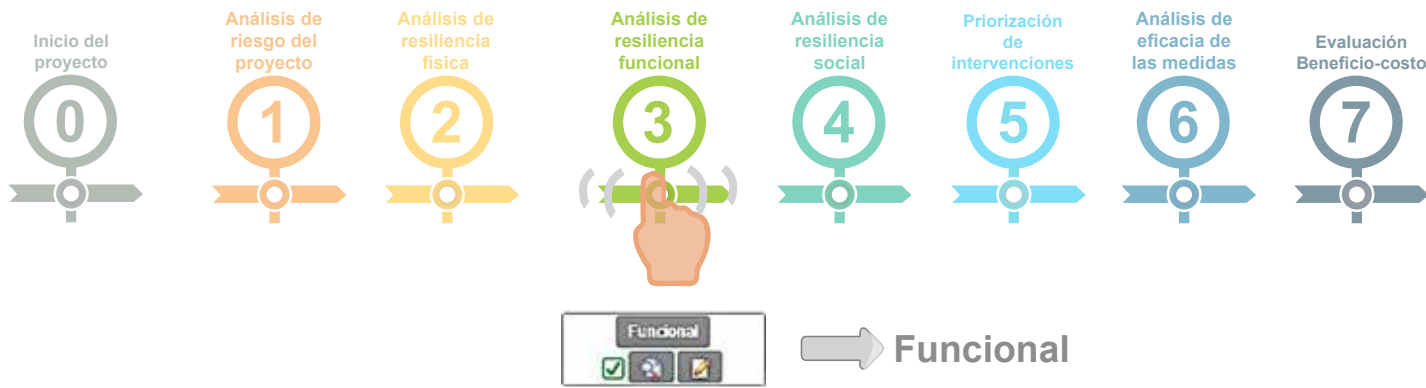 Inicio del
proyecto
0
Análisis de
riesgo del
proyecto
1
Análisis de
resiliencia
física
2
Análisis de
resiliencia
funcional
3
Análisis de
resiliencia
social
4
Priorización
de
intervenciones
5
Análisis de
eficacia de
las medidas
6
Evaluación
Beneficio-costo
7
Funcional
Funcional